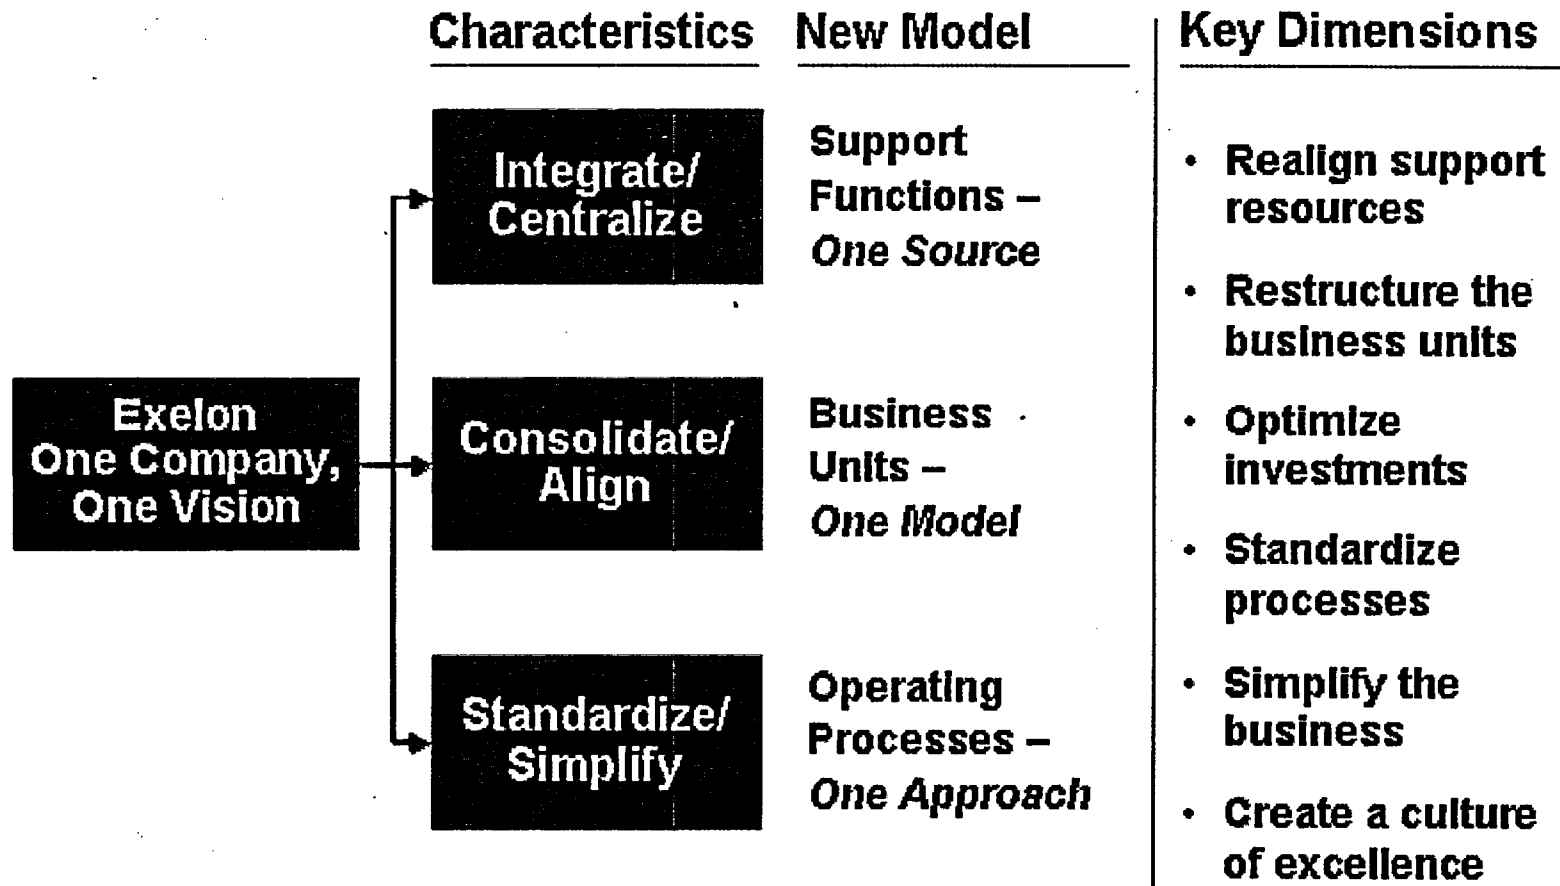 Characteristics
New Model
Key Dimensions
Exelon
One Company,
One Vision
Integrate/
Centralize
Support
Functions –
One Source
Consolidate/
Align
Business
Units –
One Model
Standardize/
Simplify
Operating
Processes –
One Approach
• Realign support
resources
• Restructure the
business units
• Optimize
investments
• Standardize
processes
• Simplify the
business
• Create a culture
of excellence